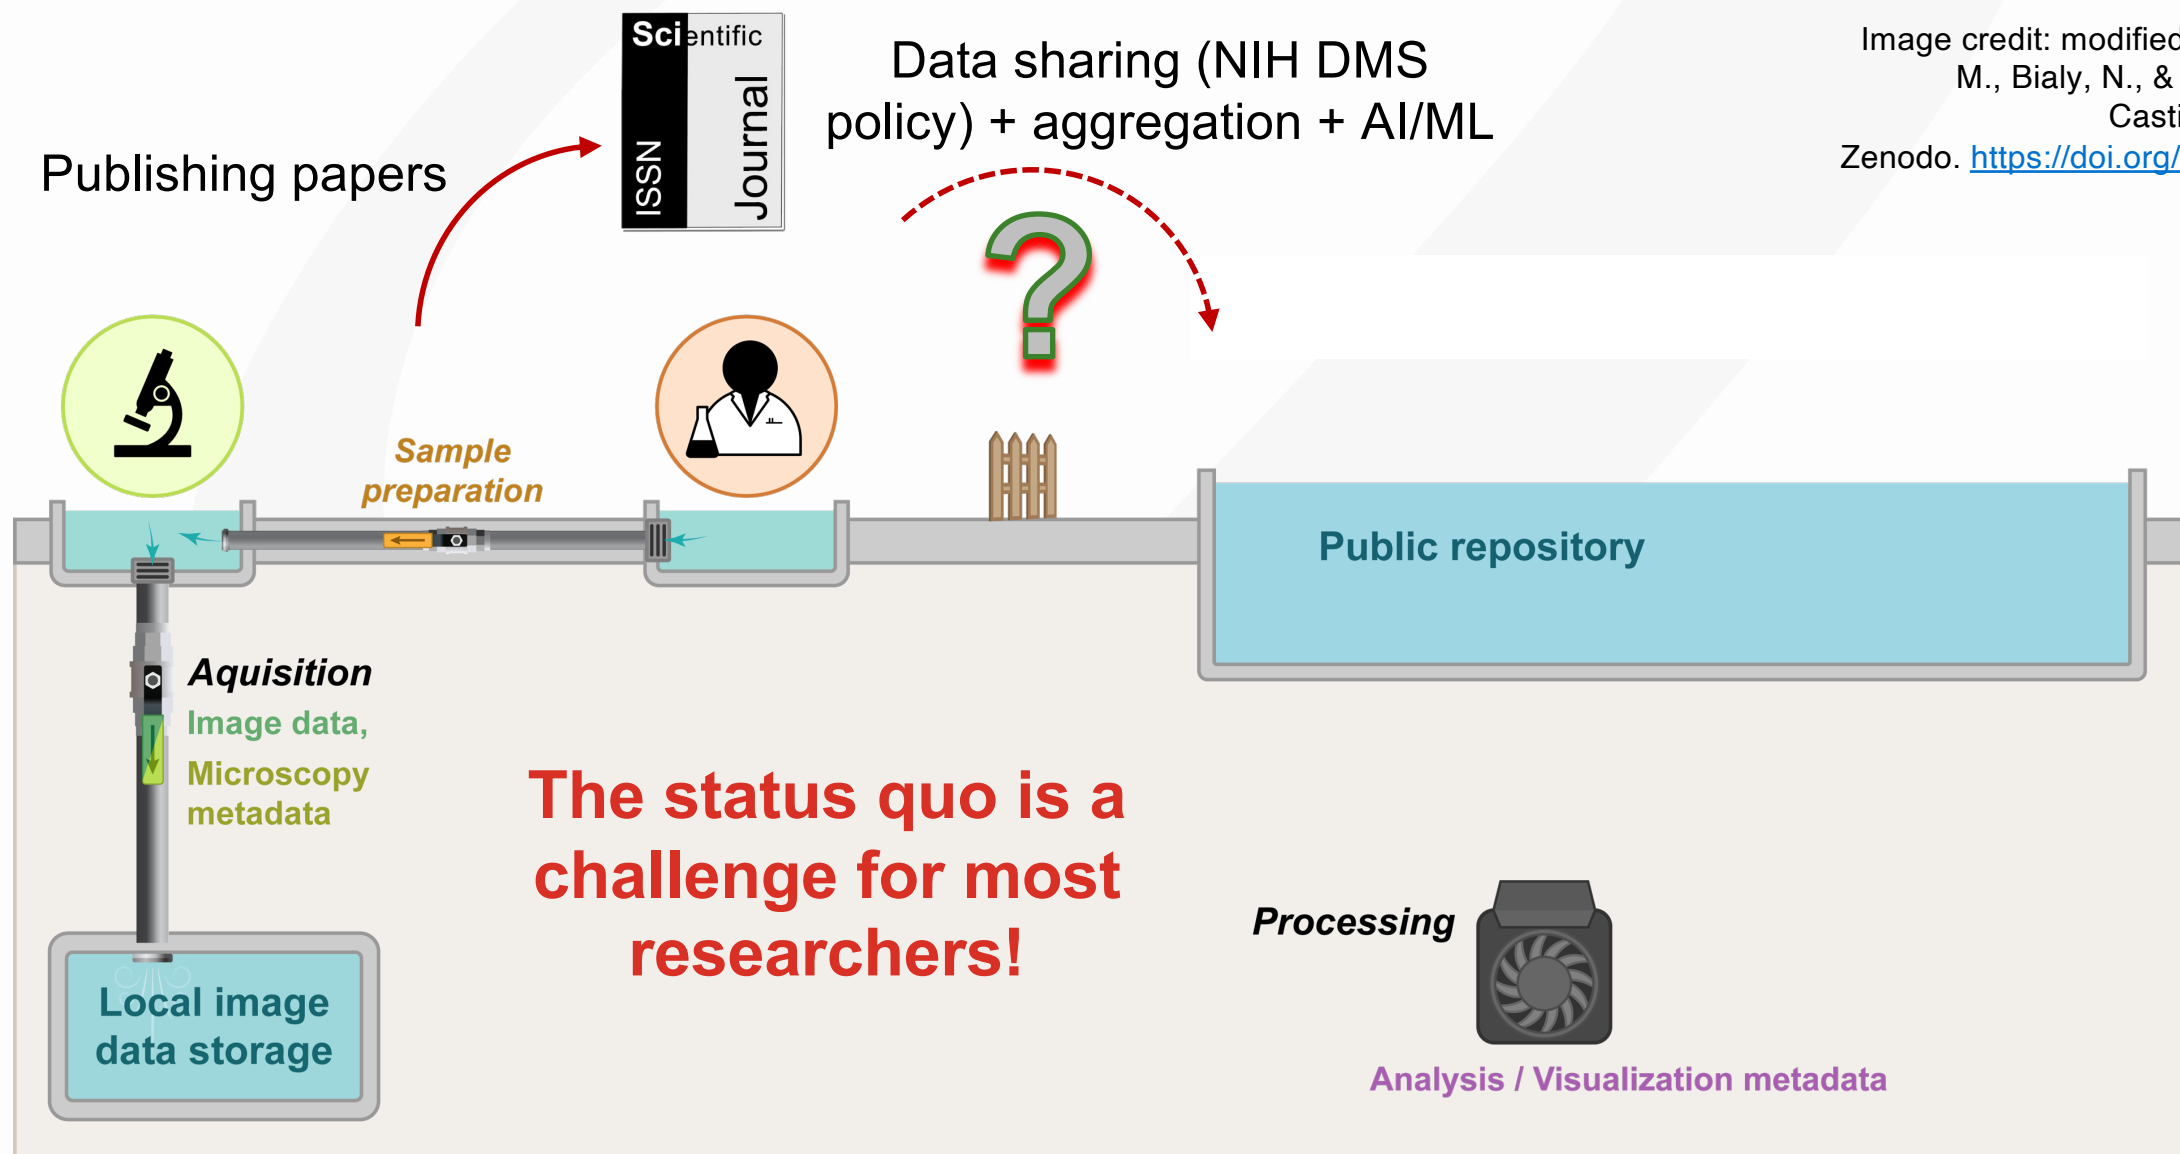 Scientific
ISSN
Journal
Data sharing (NIH DMS
policy) + aggregation + AI/ML
Image credit: modified
M., Bialy, N., &
Zenodo. https://doi.org/
Publishing papers
?
Sample
preparation
Public repository
Aquisition
Image data,
Microscopy
metadata
The status quo is a
challenge for most
researchers!
Processing
Local image
data storage
Analysis / Visualization metadata